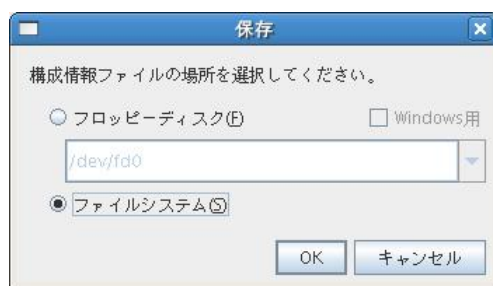 保存
構成情報ファイルの場所を選択してください。
フロッピーディスク(F) Windows用
/dev/fd0
ファイルシステム(S)
OK キャンセル